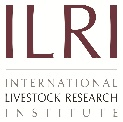 ILRI
INTERNATIONAL
LIVESTOCK RESEARCH
INSTITUTE